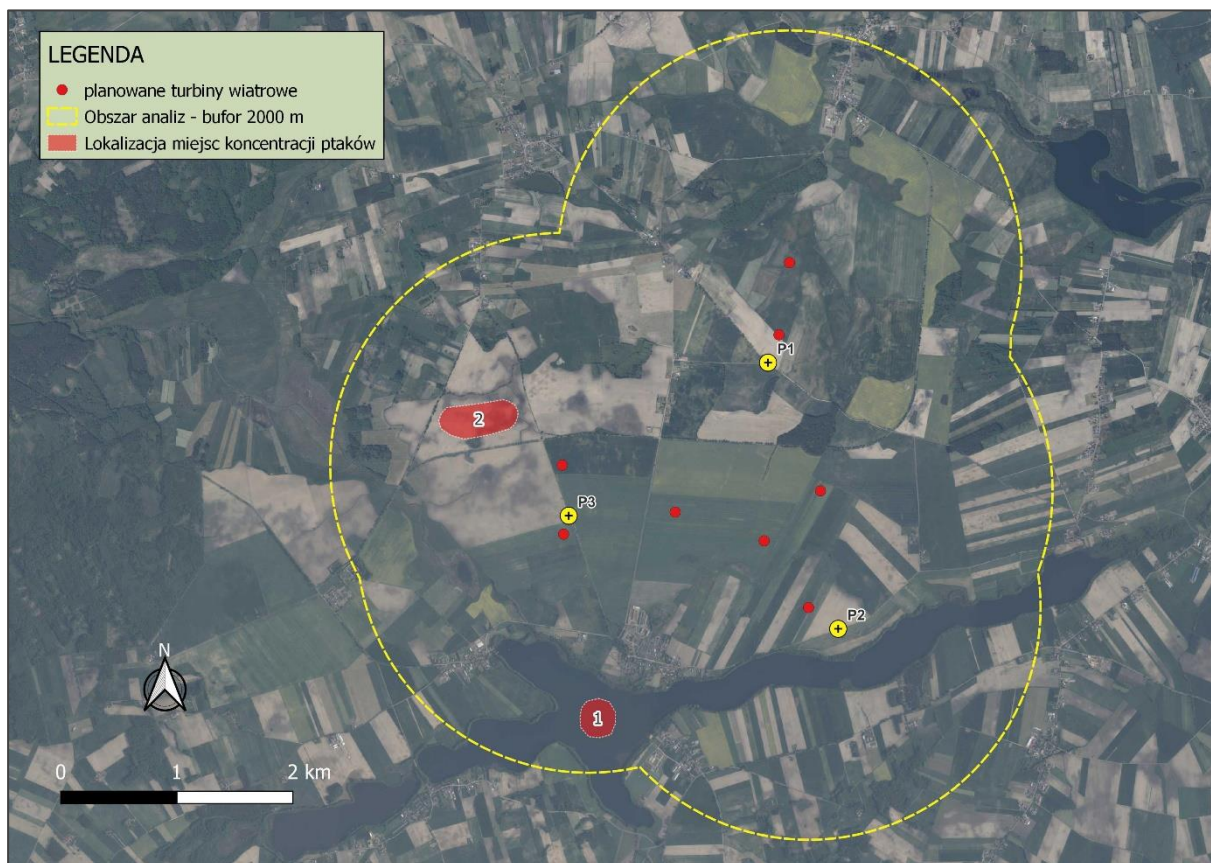 LEGENDA
planowane turbiny wiatrowe
Obszar analiz - bufor 2000 m
Lokalizacja miejsc koncentracji ptaków
P1
2
P3
P2
N
1
0 1 2 km